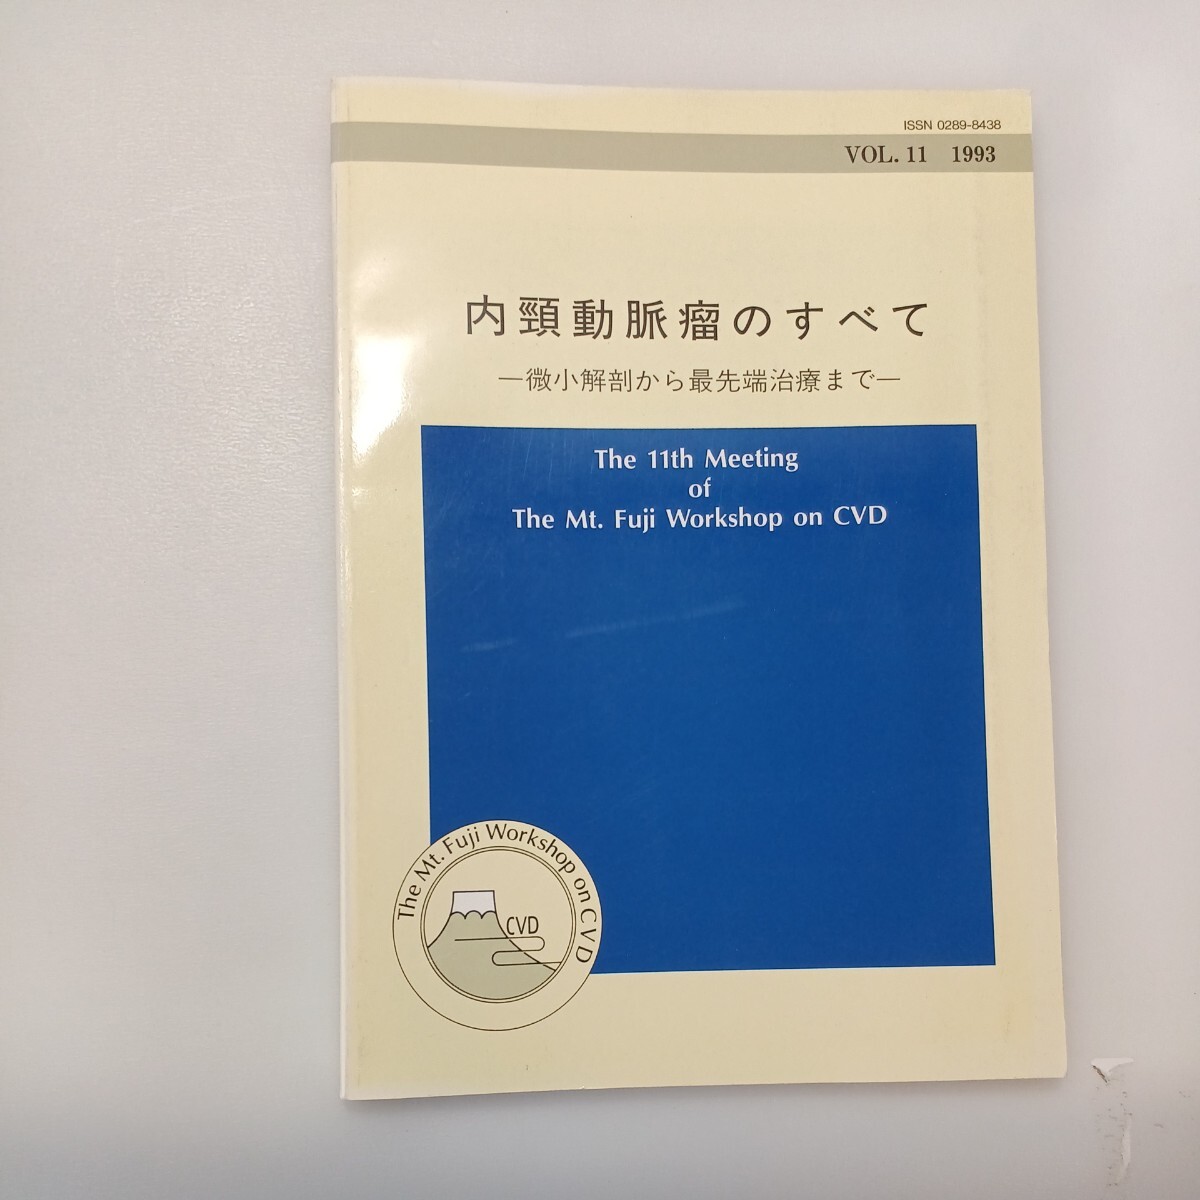 ISSN 0289-8438
VOL. 11 1993
内頸動脈瘤のすべて
―微小解剖から最先端治療まで―
The 11th Meeting
of
The Mt. Fuji Workshop on CVD
The Mt. Fuji Workshop on CVD
CVD